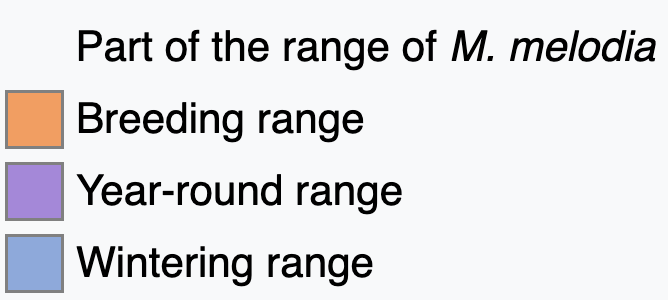 Part of the range of M. melodia
Breeding range
Year-round range
Wintering range